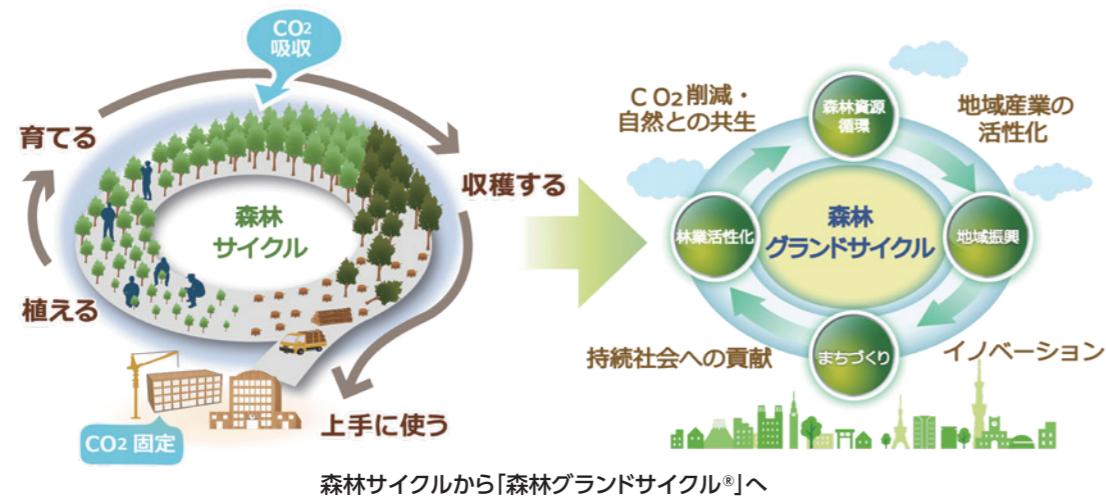 CO2
吸収
育てる
収穫する
森林
サイクル
植える
上手に使う
CO2 固定
CO2削減・
自然との共生
森林資源
循環
地域産業の
活性化
林業活性化
森林
グランドサイクル
地域振興
持続社会への貢献
まちづくり
イノベーション
森林サイクルから「森林グランドサイクル®」へ